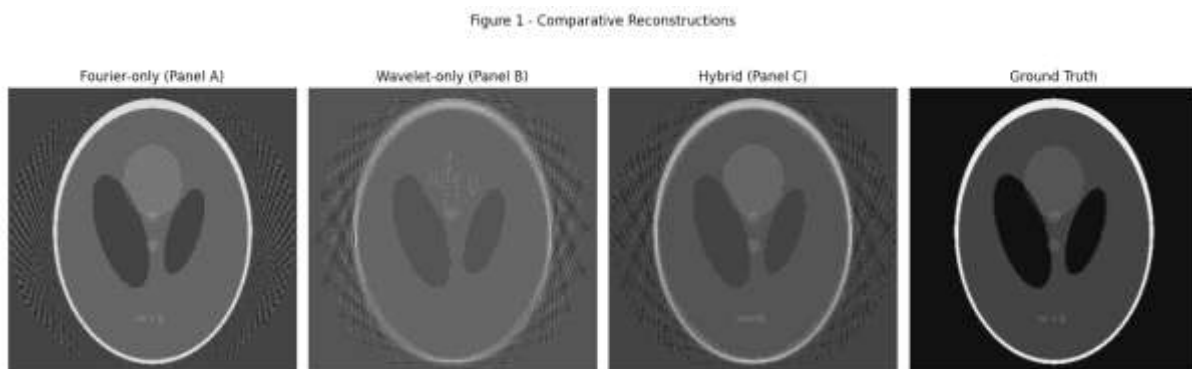 Figure 1 - Comparative Reconstructions
Fourier-only (Panel A)
Wavelet-only (Panel B)
Hybrid (Panel C)
Ground Truth